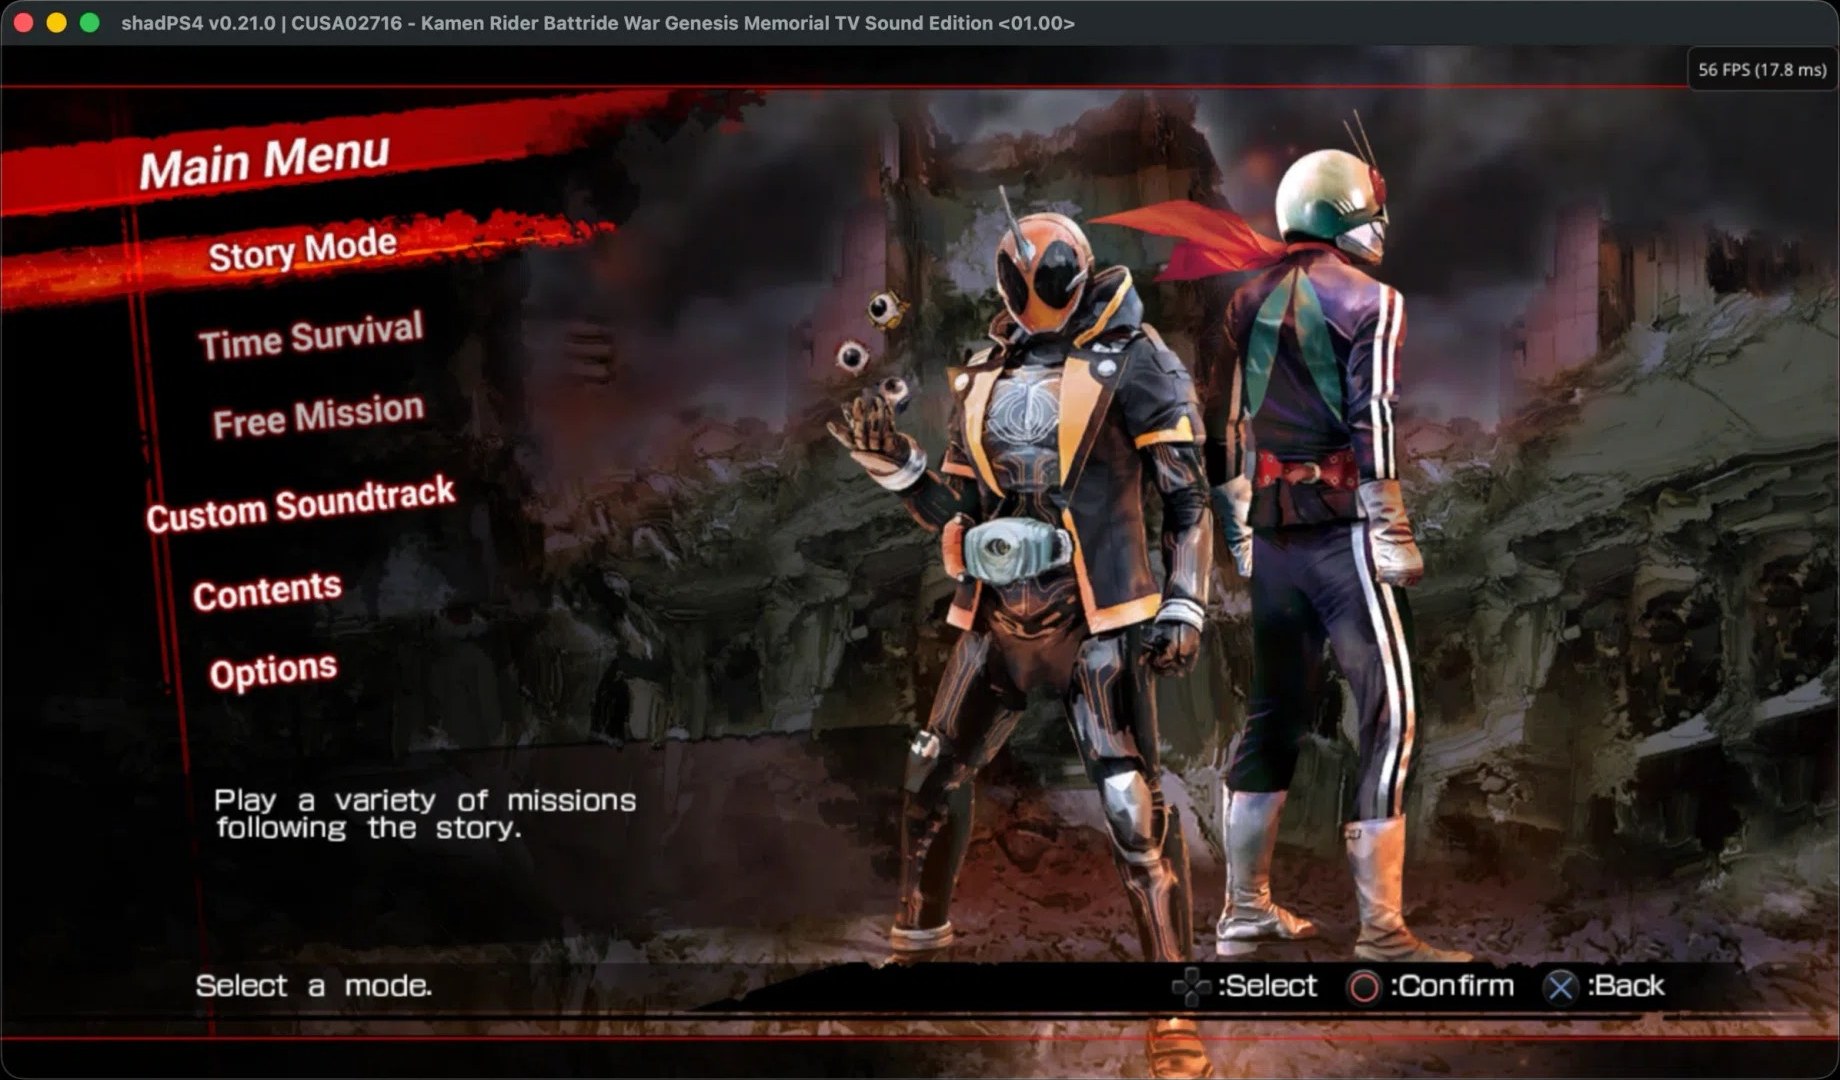 shadPS4 v0.21.0 | CUSA02716 - Kamen Rider Battride War Genesis Memorial TV Sound Edition <01.00>
56 FPS (17.8 ms)
Main Menu
Story Mode
Time Survival
Free Mission
Custom Soundtrack
Contents
Options
Play a variety of missions
following the story.
Select a mode.
:Select :Confirm :Back